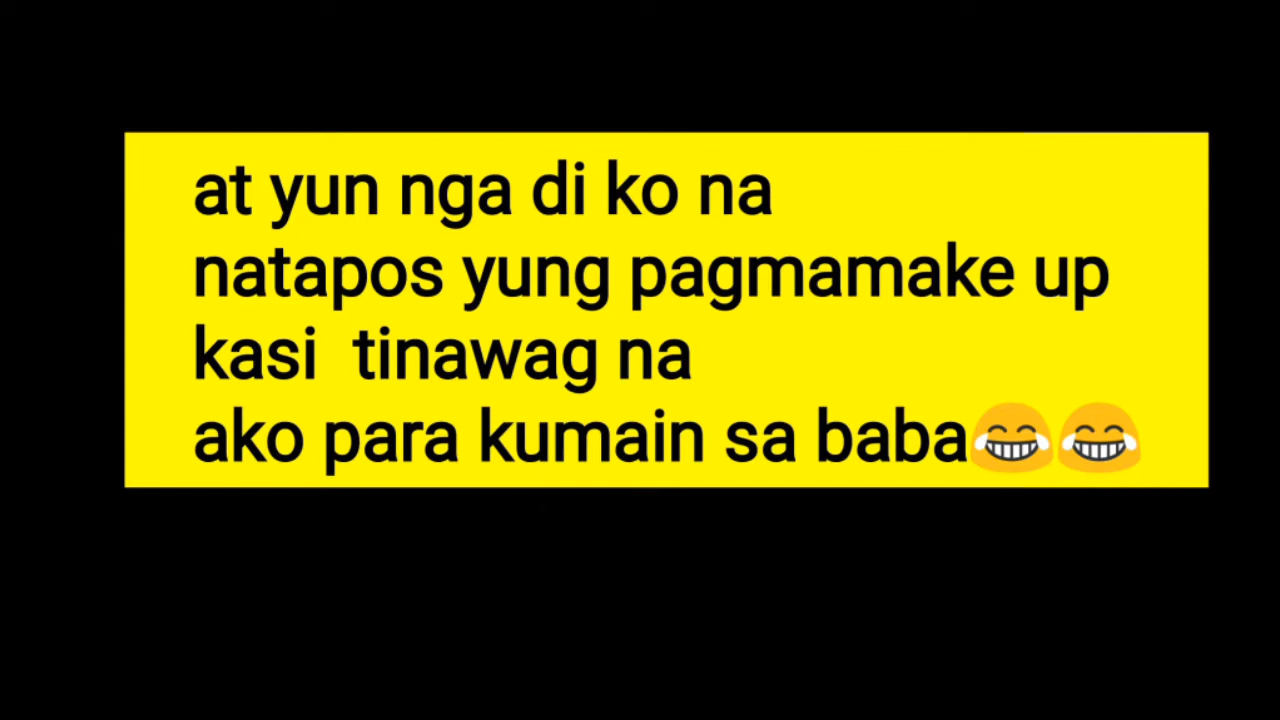 at yun nga di ko na
natapos yung pagmamake up
kasi  tinawag na
ako para kumain sa baba😂😂